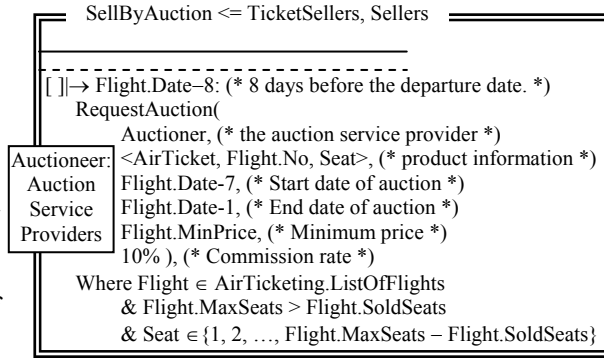 SellByAuction <= TicketSellers, Sellers
[ ]|→ Flight.Date−8: (* 8 days before the departure date. *)
RequestAuction(
Auctioner, (* the auction service provider *)
<AirTicket, Flight.No, Seat>, (* product information *)
Flight.Date-7, (* Start date of auction *)
Flight.Date-1, (* End date of auction *)
Flight.MinPrice, (* Minimum price *)
10% ), (* Commission rate *)
Where Flight ∈ AirTicketing.ListOfFlights
& Flight.MaxSeats > Flight.SoldSeats
& Seat ∈{1, 2, …, Flight.MaxSeats − Flight.SoldSeats}
Auctioneer:
Auction
Service
Providers